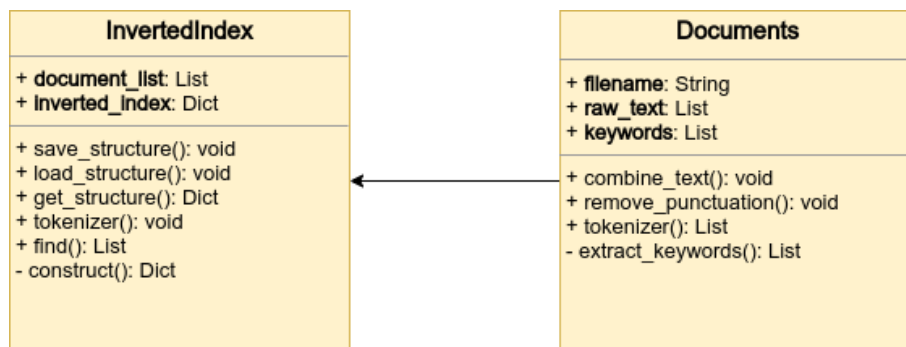 InvertedIndex
+ document_list: List
+ inverted_index: Dict
+ save_structure(): void
+ load_structure(): void
+ get_structure(): Dict
+ tokenizer(): void
+ find(): List
- construct(): Dict
Documents
+ filename: String
+ raw_text: List
+ keywords: List
+ combine_text(): void
+ remove_punctuation(): void
+ tokenizer(): List
- extract_keywords(): List